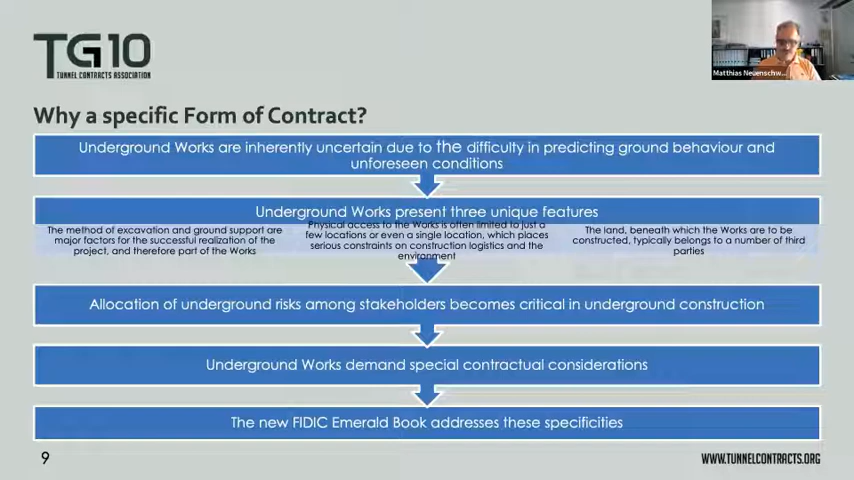 TG10
TUNNEL CONTRACTS ASSOCIATION
Matthias Neuenschw...
Why a specific Form of Contract?
Underground Works are inherently uncertain due to the difficulty in predicting ground behaviour and
unforeseen conditions
Underground Works present three unique features
The method of excavation and ground support are
major factors for the successful realization of the
project, and therefore part of the Works
Physical access to the Works is often limited to just a
few locations or even a single location, which places
serious constraints on construction logistics and the
environment
The land, beneath which the Works are to be
constructed, typically belongs to a number of third
parties
Allocation of underground risks among stakeholders becomes critical in underground construction
Underground Works demand special contractual considerations
The new FIDIC Emerald Book addresses these specificities
9
WWW.TUNNELCONTRACTS.ORG